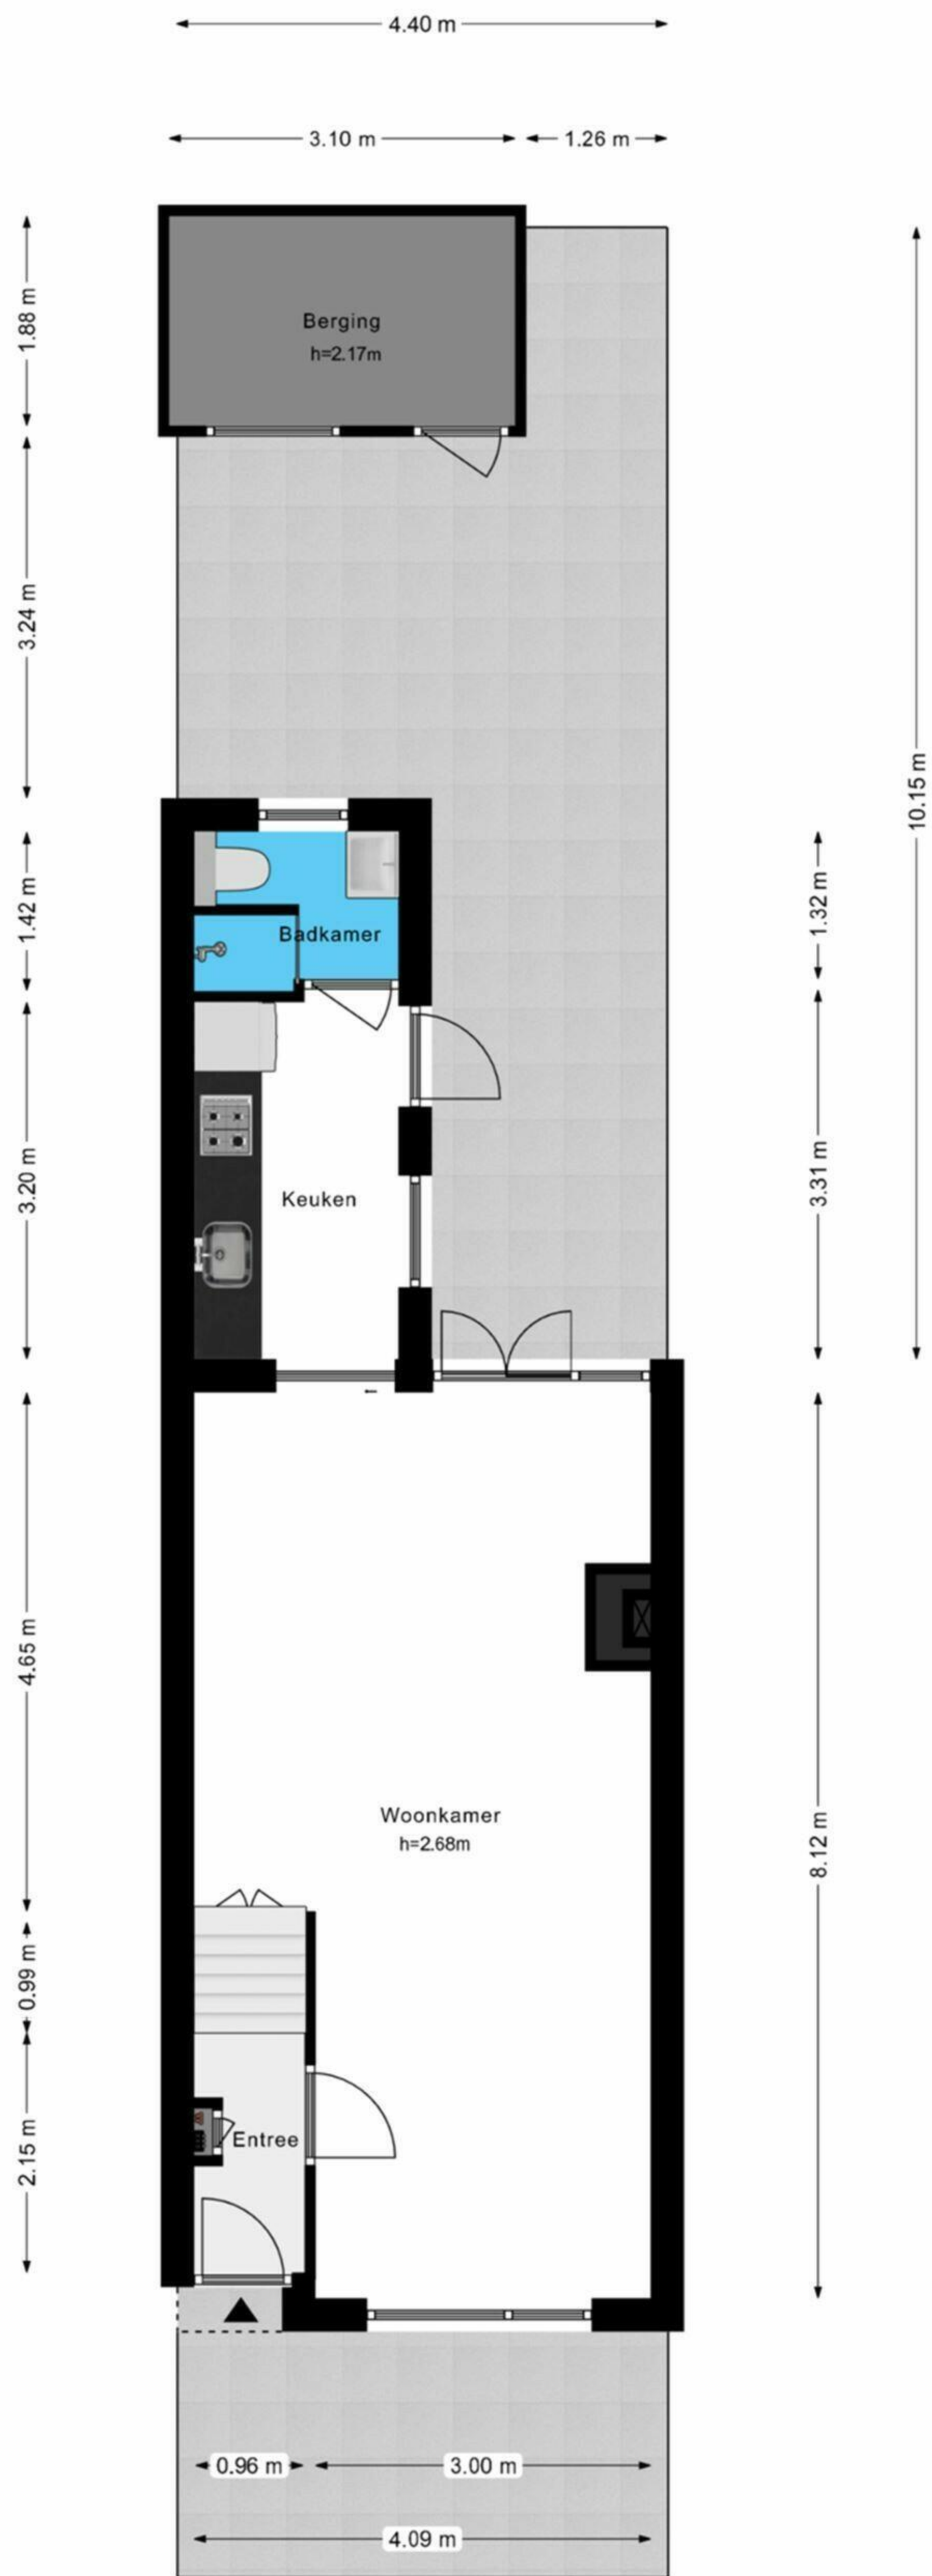 4.40 m
3.10 m
1.26 m
1.88 m
Berging
h=2.17m
3.24 m
10.15 m
1.42 m
1.32 m
Badkamer
3.20 m
3.31 m
Keuken
4.65 m
Woonkamer
h=2.68m
8.12 m
0.99 m
2.15 m
Entree
0.96 m
3.00 m
4.09 m